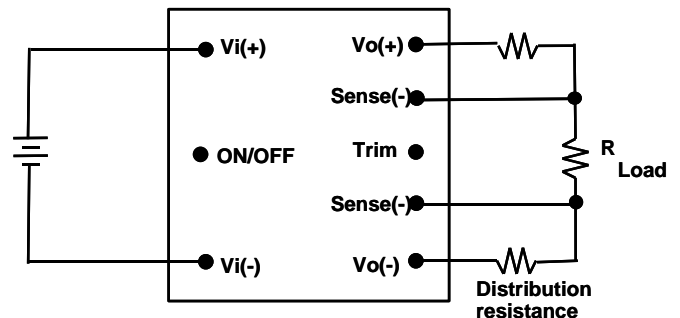 Vi(+)
Vo(+)
Sense(-)
ON/OFF
Trim
R
Load
Sense(-)
Vi(-)
Vo(-)
Distribution
resistance